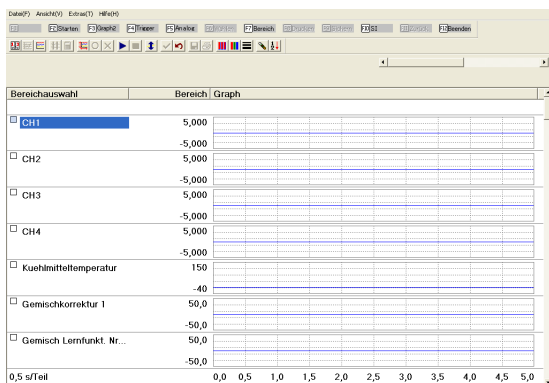 Datei(F) Ansicht(V) Extras(T) Hilfe(H)
F2 Starten F3 Graph2 F4 Trigger F5 Analog F7 Bereich F10 SI F12 Beenden
Bereichauswahl Bereich Graph
CH1 5,000
-5,000
CH2 5,000
-5,000
CH3 5,000
-5,000
CH4 5,000
-5,000
Kuehlmitteltemperatur 150
-40
Gemischkorrektur 1 50,0
-50,0
Gemisch Lernfunkt. Nr... 50,0
-50,0
0,5 s/Teil 0,0 0,5 1,0 1,5 2,0 2,5 3,0 3,5 4,0 4,5 5,0